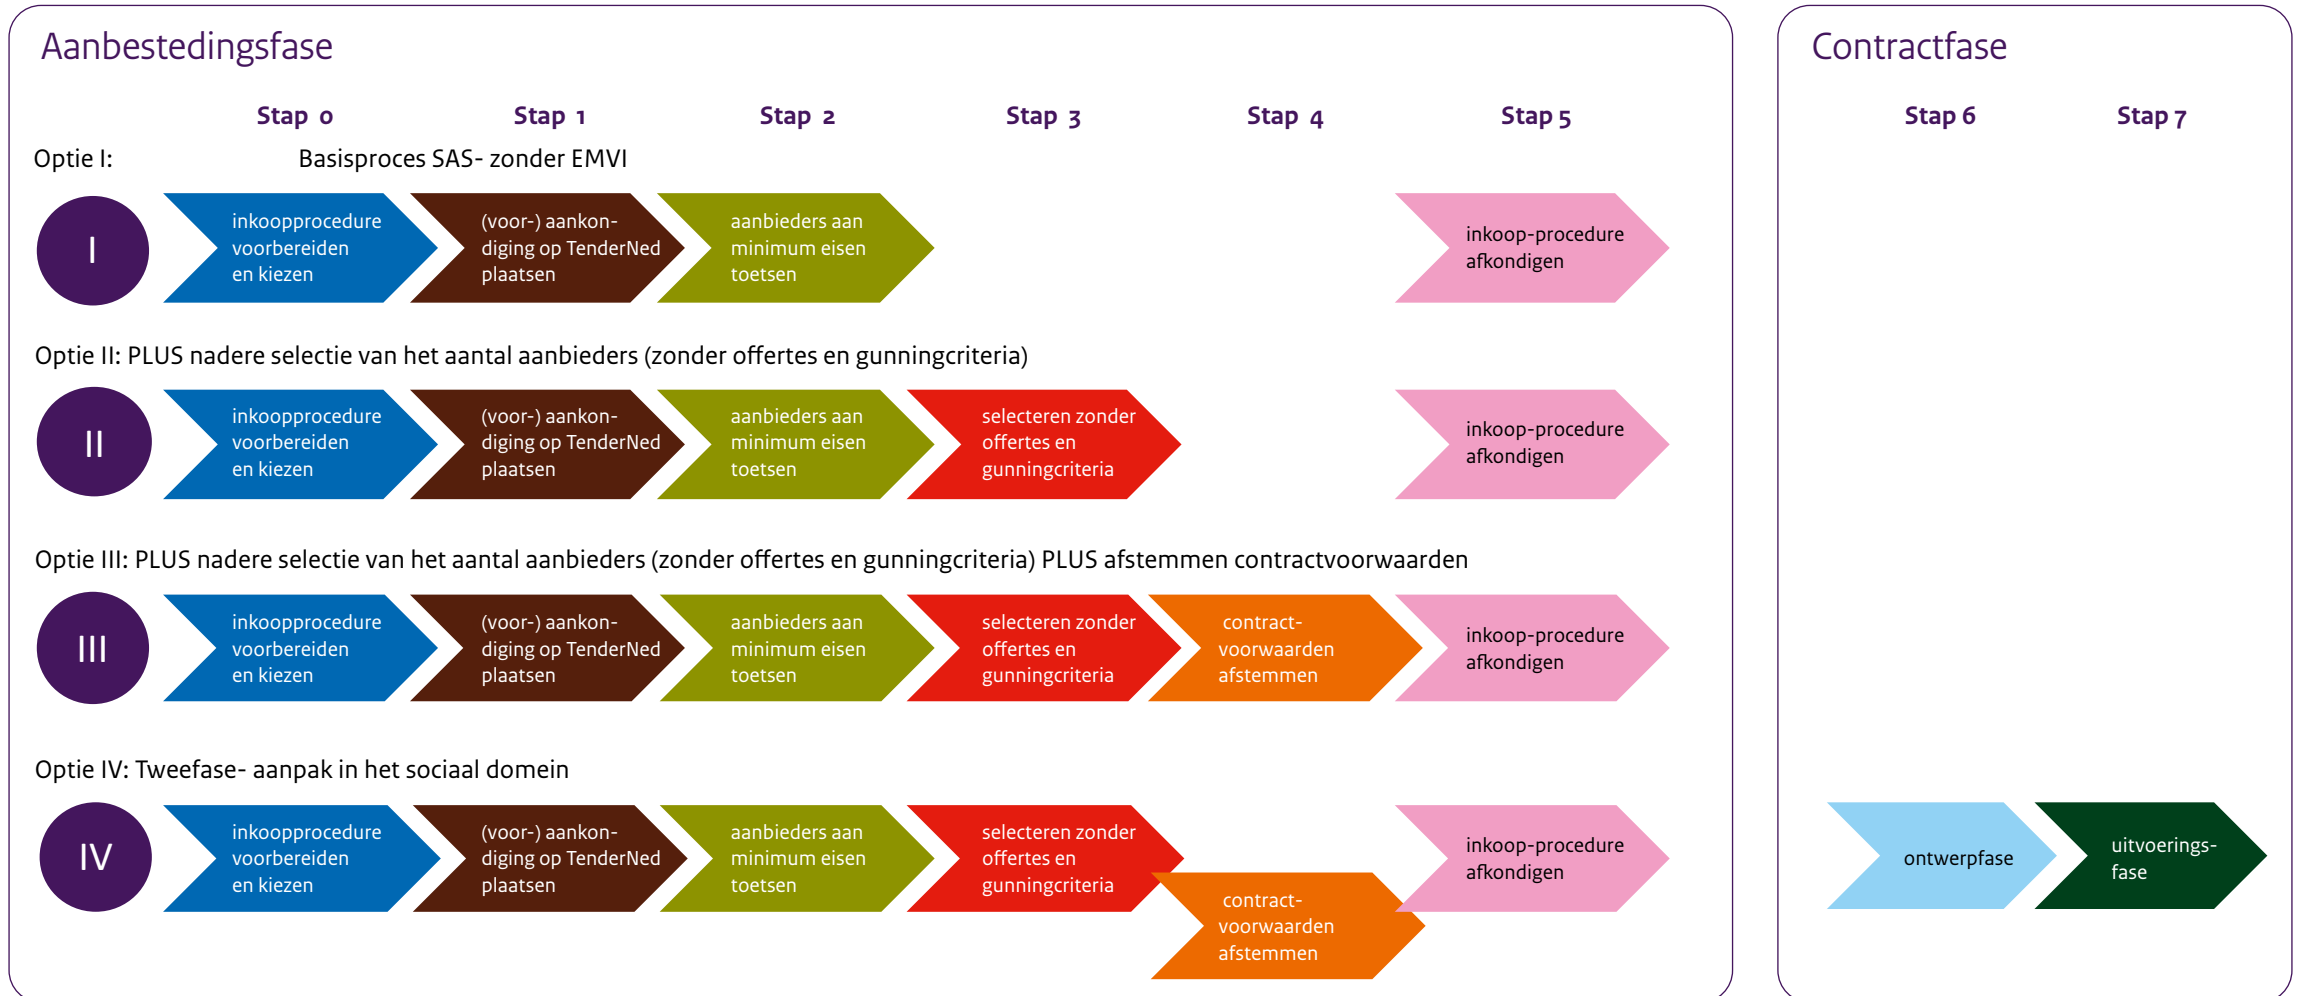 Aanbestedingsfase
Contractfase
Stap 0
Stap 1
Stap 2
Stap 3
Stap 4
Stap 5
Stap 6
Stap 7
Optie I:
Basisproces SAS- zonder EMVI
I
inkoopprocedure
voorbereiden
en kiezen
(voor-) aankon-
diging op TenderNed
plaatsen
aanbieders aan
minimum eisen
toetsen
inkoop-procedure
afkondigen
Optie II: PLUS nadere selectie van het aantal aanbieders (zonder offertes en gunningcriteria)
II
inkoopprocedure
voorbereiden
en kiezen
(voor-) aankon-
diging op TenderNed
plaatsen
aanbieders aan
minimum eisen
toetsen
selecteren zonder
offertes en
gunningcriteria
inkoop-procedure
afkondigen
Optie III: PLUS nadere selectie van het aantal aanbieders (zonder offertes en gunningcriteria) PLUS afstemmen contractvoorwaarden
III
inkoopprocedure
voorbereiden
en kiezen
(voor-) aankon-
diging op TenderNed
plaatsen
aanbieders aan
minimum eisen
toetsen
selecteren zonder
offertes en
gunningcriteria
contract-
voorwaarden
afstemmen
inkoop-procedure
afkondigen
Optie IV: Tweefase- aanpak in het sociaal domein
IV
inkoopprocedure
voorbereiden
en kiezen
(voor-) aankon-
diging op TenderNed
plaatsen
aanbieders aan
minimum eisen
toetsen
selecteren zonder
offertes en
gunningcriteria
contract-
voorwaarden
afstemmen
inkoop-procedure
afkondigen
ontwerpfase
uitvoerings-
fase